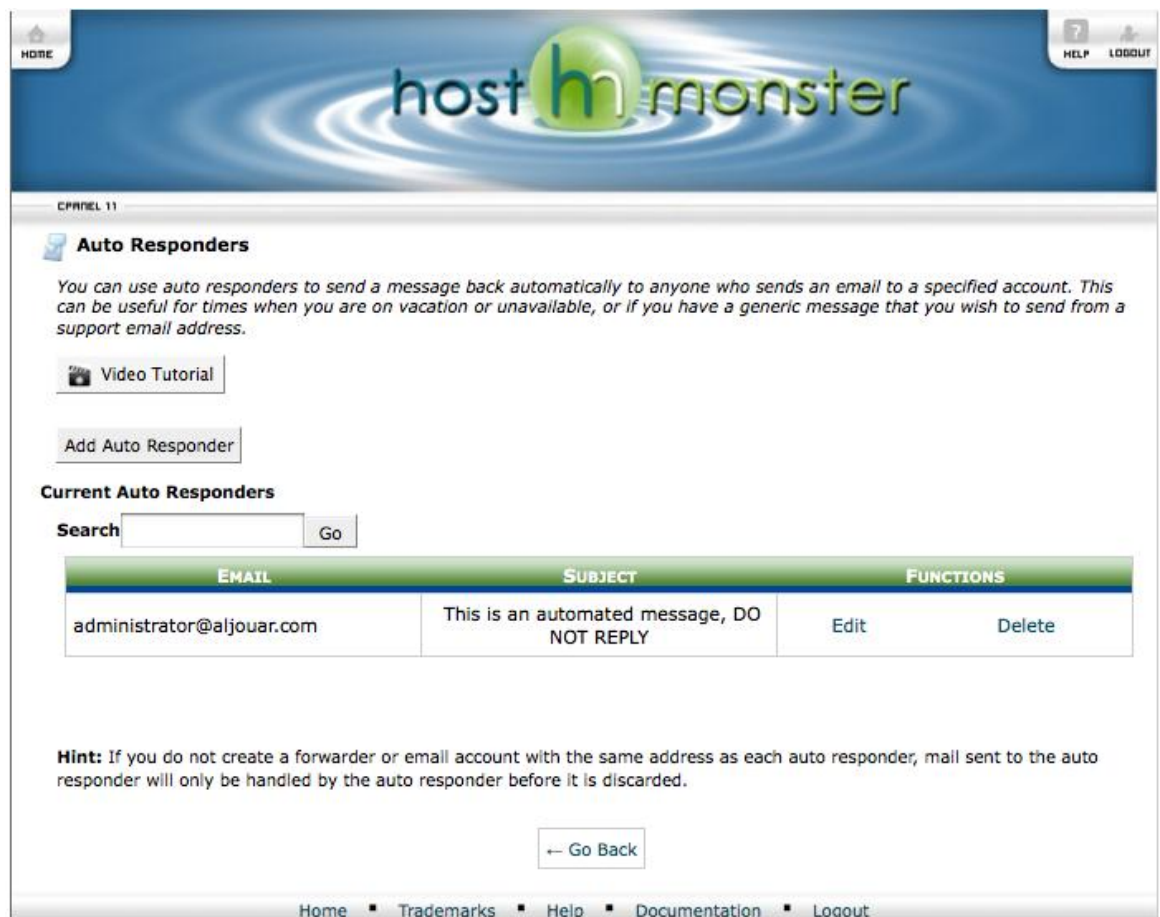 HOME
HELP LOGOUT
host hm monster
CPANEL 11
Auto Responders
You can use auto responders to send a message back automatically to anyone who sends an email to a specified account. This
can be useful for times when you are on vacation or unavailable, or if you have a generic message that you wish to send from a
support email address.
Video Tutorial
Add Auto Responder
Current Auto Responders
Search Go
EMAIL SUBJECT FUNCTIONS
administrator@aljouar.com This is an automated message, DO Edit Delete
NOT REPLY
Hint: If you do not create a forwarder or email account with the same address as each auto responder, mail sent to the auto
responder will only be handled by the auto responder before it is discarded.
← Go Back
Home ▪ Trademarks ▪ Help ▪ Documentation ▪ Logout